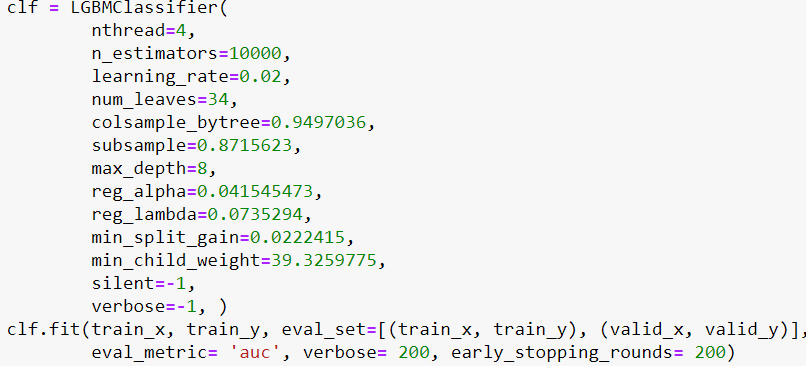 clf = LGBMClassifier(
nthread=4,
n_estimators=10000,
learning_rate=0.02,
num_leaves=34,
colsample_bytree=0.9497036,
subsample=0.8715623,
max_depth=8,
reg_alpha=0.041545473,
reg_lambda=0.0735294,
min_split_gain=0.0222415,
min_child_weight=39.3259775,
silent=-1,
verbose=-1, )
clf.fit(train_x, train_y, eval_set=[(train_x, train_y), (valid_x, valid_y)],
eval_metric= 'auc', verbose= 200, early_stopping_rounds= 200)